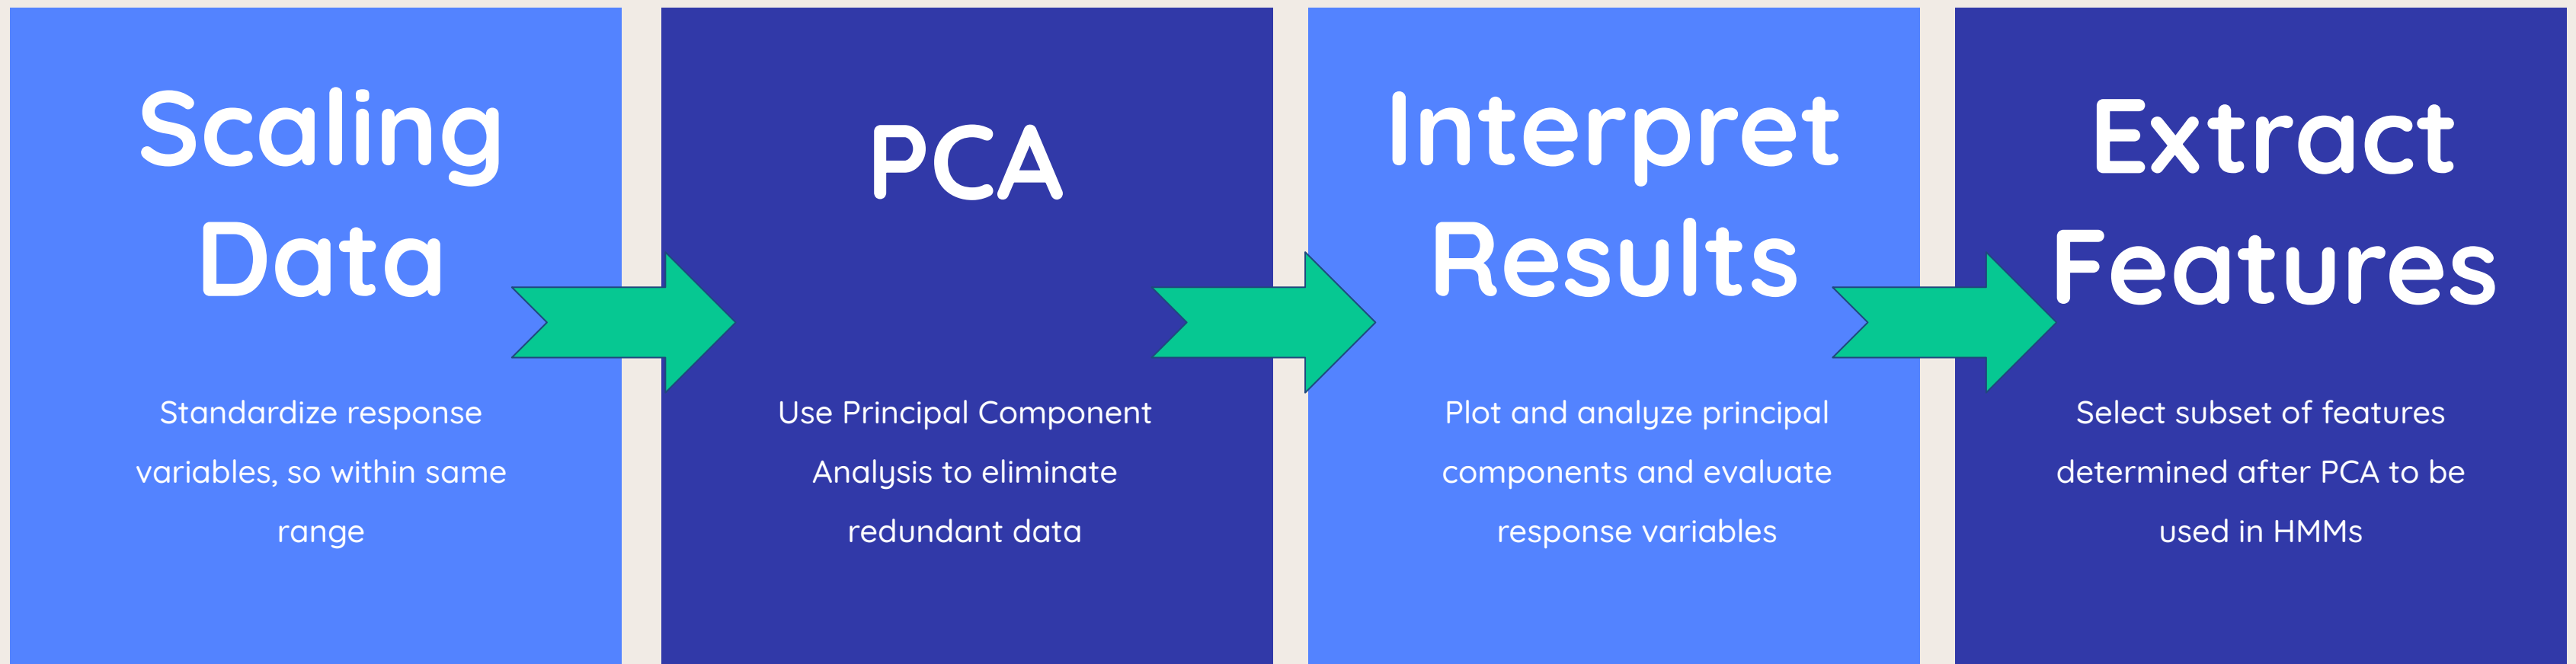 Scaling
Data
Standardize response
variables, so within same
range
PCA
Use Principal Component
Analysis to eliminate
redundant data
Interpret
Results
Plot and analyze principal
components and evaluate
response variables
Extract
Features
Select subset of features
determined after PCA to be
used in HMMs